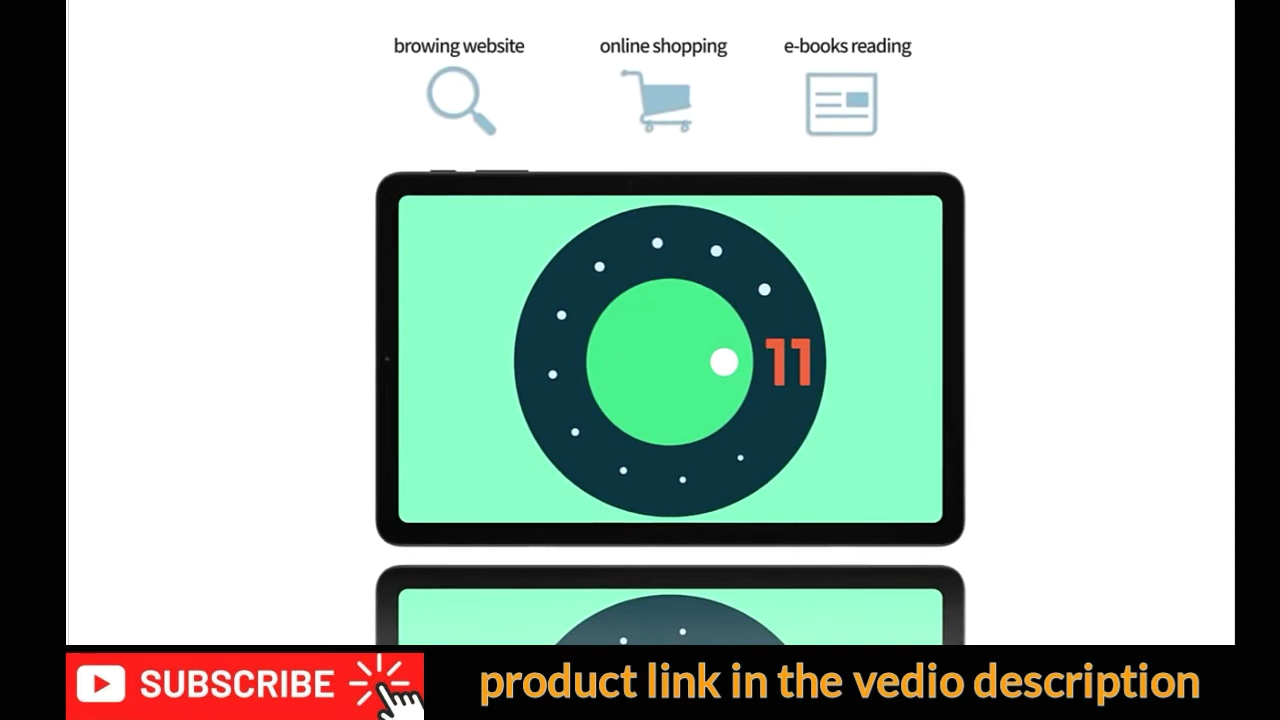 browing website
online shopping
e-books reading
11
SUBSCRIBE
product link in the vedio description